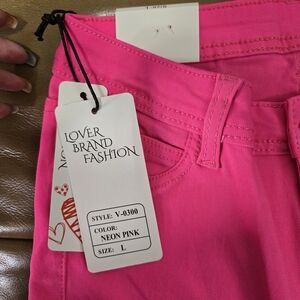 LOVER
BRAND
FASHION
STYLE: V-0300
COLOR:
NEON PINK
SIZE: L